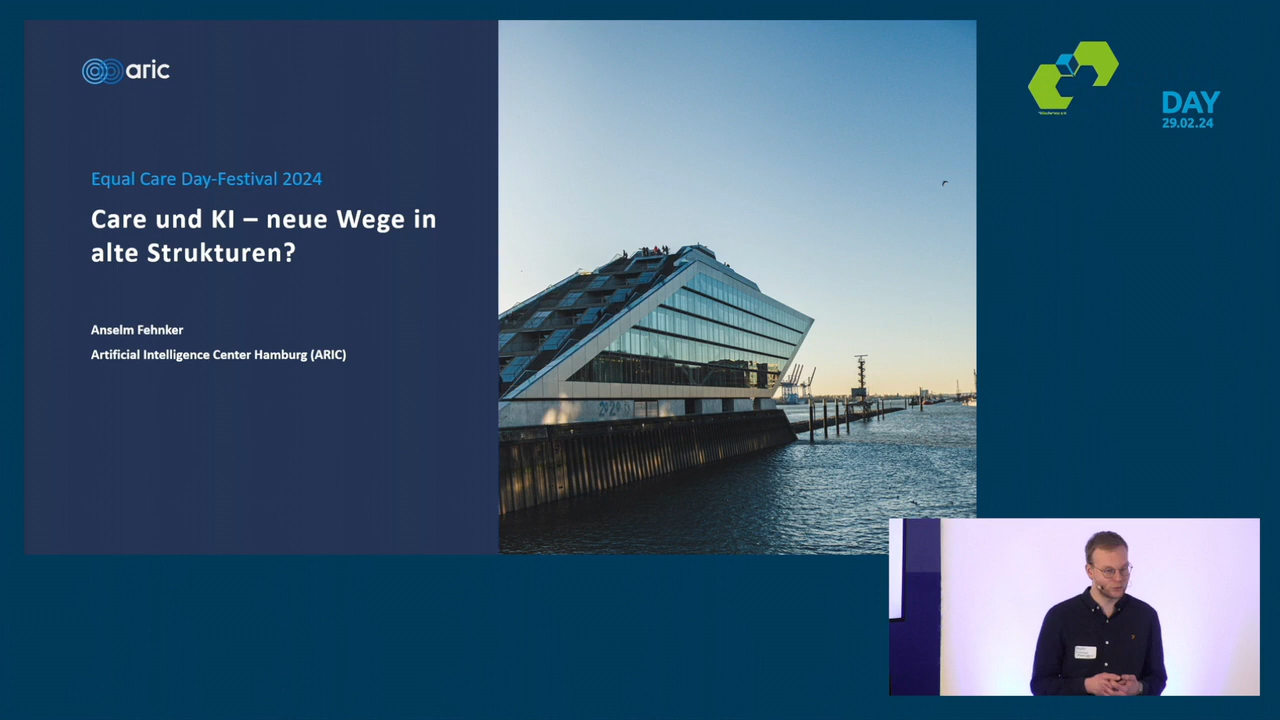 aric
Equal Care Day-Festival 2024
Care und KI – neue Wege in
alte Strukturen?
Anselm Fehnker
Artificial Intelligence Center Hamburg (ARIC)
DAY
29.02.24